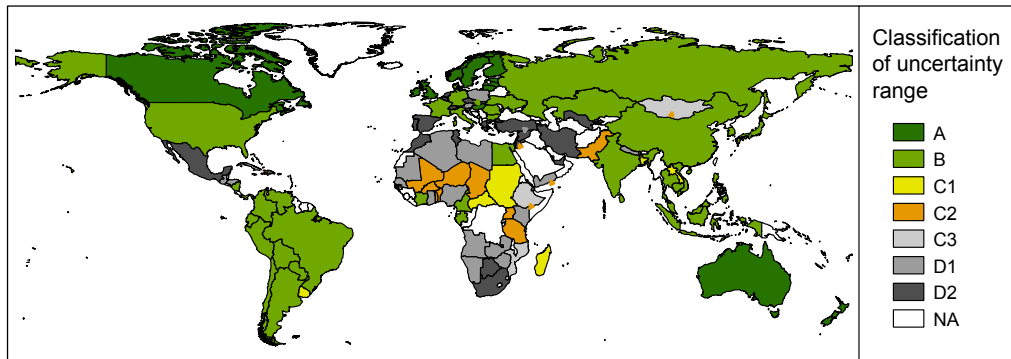 Classification
of uncertainty
range
A
B
C1
C2
C3
D1
D2
NA